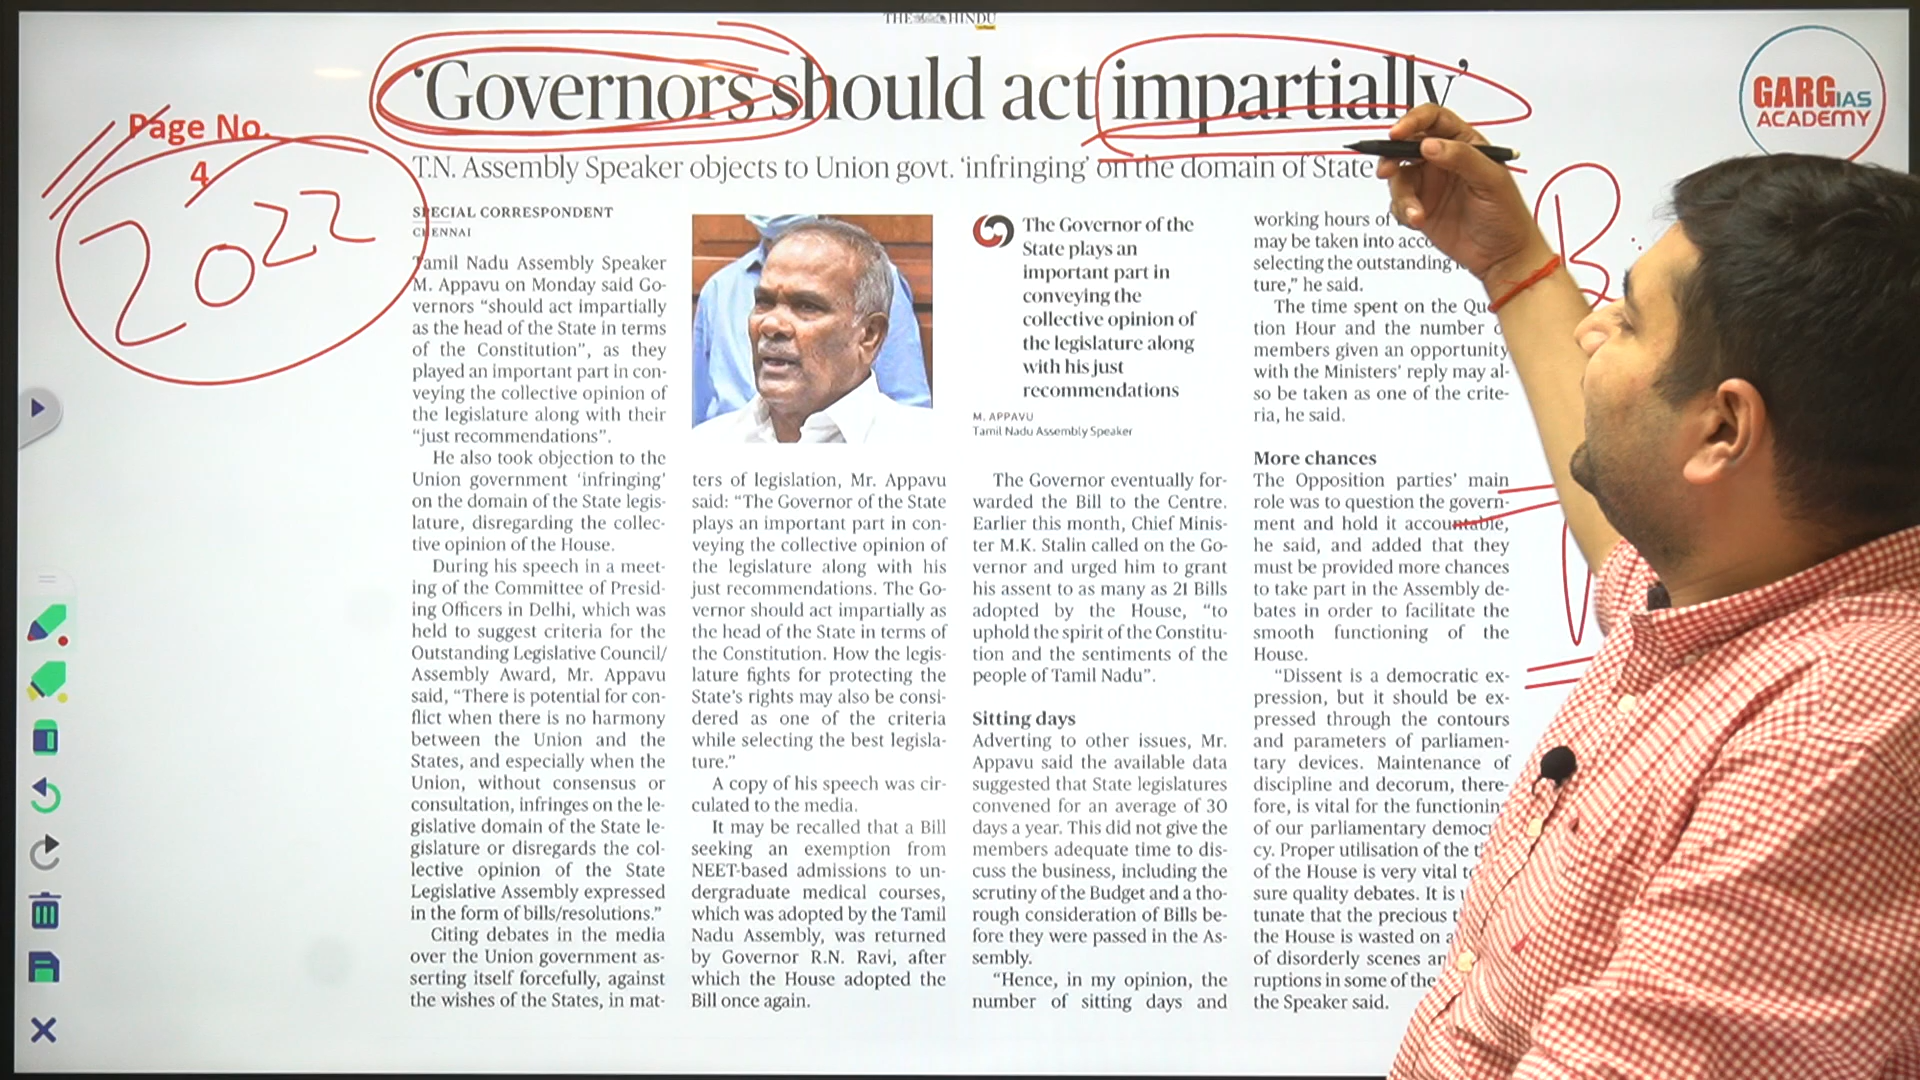 THE HINDU
'Governors should act impartially'
GARG IAS
ACADEMY
Page No.
4
2022
T.N. Assembly Speaker objects to Union govt. 'infringing' on the domain of State
SPECIAL CORRESPONDENT
CHENNAI
Tamil Nadu Assembly Speaker
M. Appavu on Monday said Go-
vernors "should act impartially
as the head of the State in terms
of the Constitution", as they
played an important part in con-
veying the collective opinion of
the legislature along with their
"just recommendations".
He also took objection to the
Union government 'infringing'
on the domain of the State legis-
lature, disregarding the collec-
tive opinion of the House.
During his speech in a meet-
ing of the Committee of Presid-
ing Officers in Delhi, which was
held to suggest criteria for the
Outstanding Legislative Council/
Assembly Award, Mr. Appavu
said, "There is potential for con-
flict when there is no harmony
between the Union and the
States, and especially when the
Union, without consensus or
consultation, infringes on the le-
gislative domain of the State le-
gislature or disregards the col-
lective opinion of the State
Legislative Assembly expressed
in the form of bills/resolutions."
Citing debates in the media
over the Union government as-
serting itself forcefully, against
the wishes of the States, in mat-
ters of legislation, Mr. Appavu
said: "The Governor of the State
plays an important part in con-
veying the collective opinion of
the legislature along with his
just recommendations. The Go-
vernor should act impartially as
the head of the State in terms of
the Constitution. How the legis-
lature fights for protecting the
State's rights may also be consi-
dered as one of the criteria
while selecting the best legisla-
ture."
A copy of his speech was cir-
culated to the media.
It may be recalled that a Bill
seeking an exemption from
NEET-based admissions to un-
dergraduate medical courses,
which was adopted by the Tamil
Nadu Assembly, was returned
by Governor R.N. Ravi, after
which the House adopted the
Bill once again.
The Governor of the
State plays an
important part in
conveying the
collective opinion of
the legislature along
with his just
recommendations
M. APPAVU
Tamil Nadu Assembly Speaker
The Governor eventually for-
warded the Bill to the Centre.
Earlier this month, Chief Minis-
ter M.K. Stalin called on the Go-
vernor and urged him to grant
his assent to as many as 21 Bills
adopted by the House, "to
uphold the spirit of the Constitu-
tion and the sentiments of the
people of Tamil Nadu".
Sitting days
Adverting to other issues, Mr.
Appavu said the available data
suggested that State legislatures
convened for an average of 30
days a year. This did not give the
members adequate time to dis-
cuss the business, including the
scrutiny of the Budget and a tho-
rough consideration of Bills be-
fore they were passed in the As-
sembly.
"Hence, in my opinion, the
number of sitting days and
working hours of
may be taken into acco
selecting the outstanding
ture," he said.
The time spent on the Que
tion Hour and the number
members given an opportunity
with the Ministers' reply may al-
so be taken as one of the crite-
ria, he said.
More chances
The Opposition parties' main
role was to question the govern-
ment and hold it accountable,
he said, and added that they
must be provided more chances
to take part in the Assembly de-
bates in order to facilitate the
smooth functioning of the
House.
"Dissent is a democratic ex-
pression, but it should be ex-
pressed through the contours
and parameters of parliamen-
tary devices. Maintenance of
discipline and decorum, there-
fore, is vital for the functionin
of our parliamentary democ
cy. Proper utilisation of the
of the House is very vital
sure quality debates. It is
tunate that the precious
the House is wasted on
of disorderly scenes
ruptions in some of the
the Speaker said.